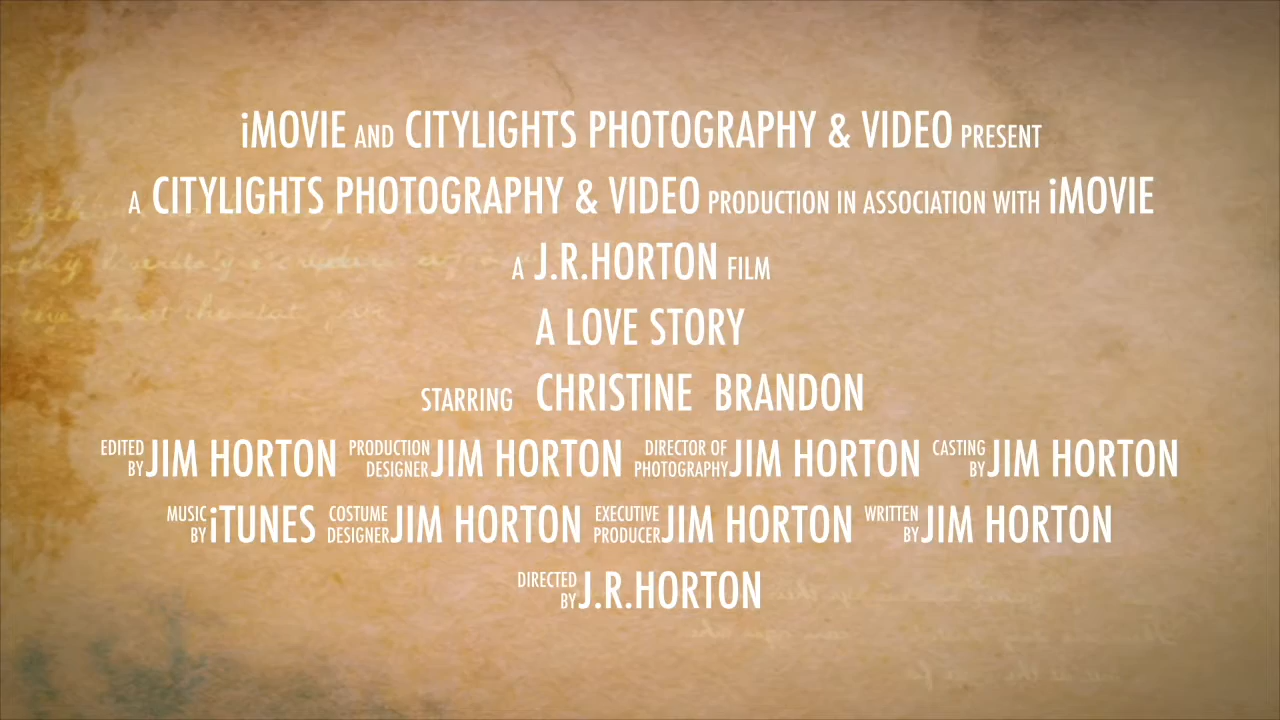 iMOVIE AND CITYLIGHTS PHOTOGRAPHY & VIDEO PRESENT
A CITYLIGHTS PHOTOGRAPHY & VIDEO PRODUCTION IN ASSOCIATION WITH iMOVIE
A J.R.HORTON FILM
A LOVE STORY
STARRING CHRISTINE BRANDON
EDITED BY JIM HORTON PRODUCTION DESIGNER JIM HORTON DIRECTOR OF PHOTOGRAPHY JIM HORTON CASTING BY JIM HORTON
MUSIC BY iTUNES COSTUME DESIGNER JIM HORTON EXECUTIVE PRODUCER JIM HORTON WRITTEN BY JIM HORTON
DIRECTED BY J.R.HORTON